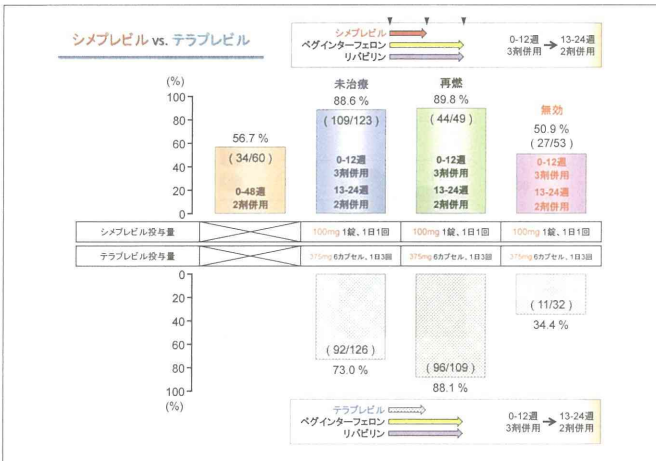 シメプレビル vs. テラプレビル
シメプレビル
ペグインターフェロン
リバビリン
0-12週
3剤併用
13-24週
2剤併用
(%)
100
80
60
40
20
0
56.7 %
(34/60)
0-48週
2剤併用
未治療
88.6 %
(109/123)
0-12週
3剤併用
13-24週
2剤併用
再燃
89.8 %
(44/49)
0-12週
3剤併用
13-24週
2剤併用
無効
50.9 %
(27/53)
0-12週
3剤併用
13-24週
2剤併用
シメプレビル投与量
100mg 1錠、1日1回
100mg 1錠、1日1回
100mg 1錠、1日1回
テラプレビル投与量
375mg 6カプセル、1日3回
375mg 6カプセル、1日3回
375mg 6カプセル、1日3回
0
20
40
60
80
100
(%)
(92/126)
73.0 %
(96/109)
88.1 %
(11/32)
34.4 %
テラプレビル
ペグインターフェロン
リバビリン
0-12週
3剤併用
13-24週
2剤併用